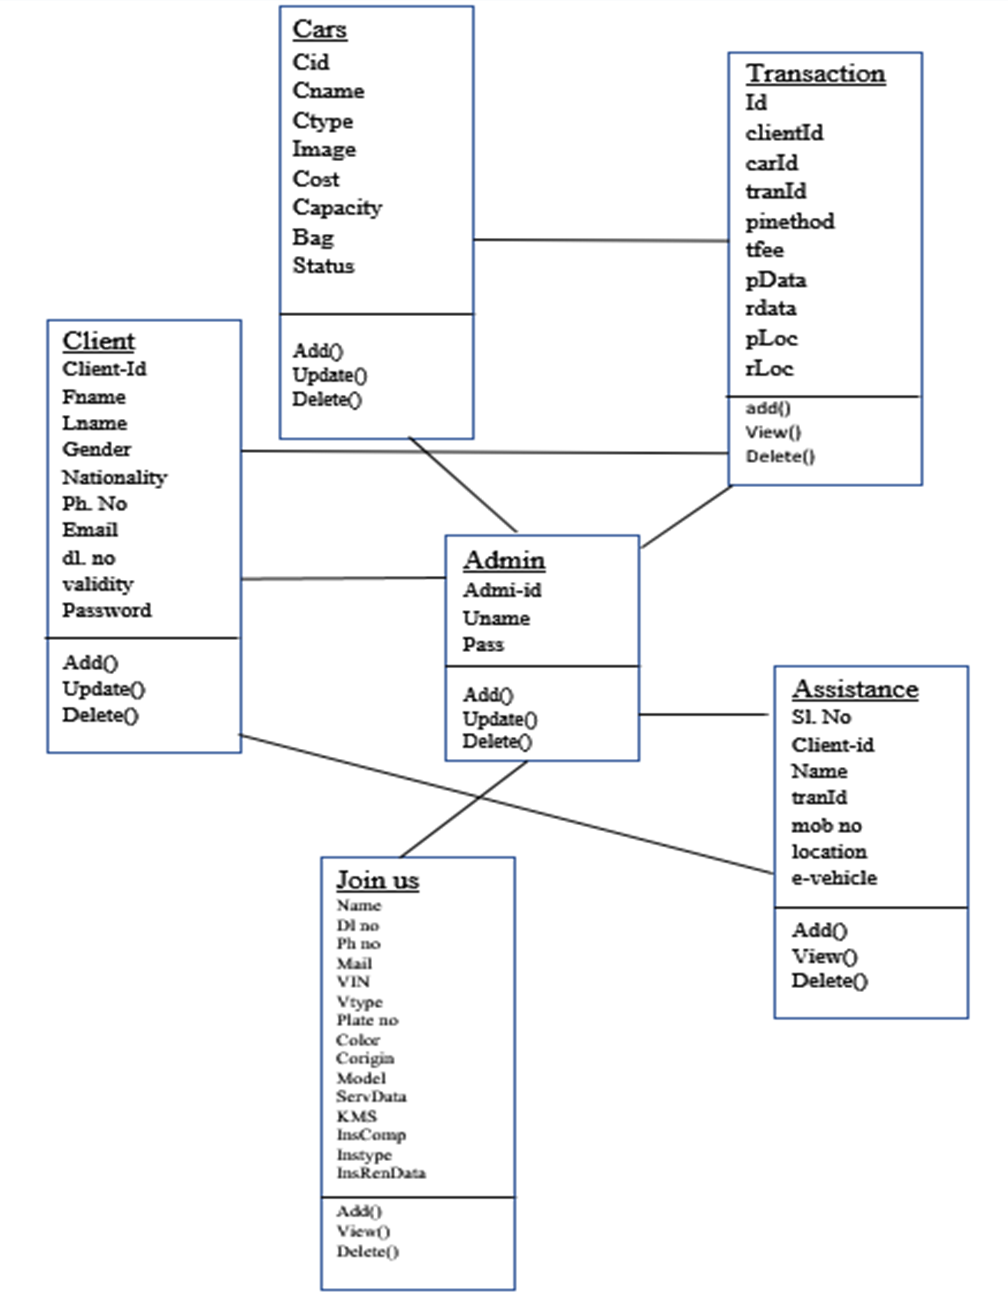 Cars
Cid
Cname
Ctype
Image
Cost
Capacity
Bag
Status
Add()
Update()
Delete()
Transaction
Id
clientId
carId
tranId
pinethod
tfee
pData
rdata
pLoc
rLoc
add()
View()
Delete()
Client
Client-Id
Fname
Lname
Gender
Nationality
Ph. No
Email
dl. no
validity
Password
Add()
Update()
Delete()
Admin
Admi-id
Uname
Pass
Add()
Update()
Delete()
Assistance
Sl. No
Client-id
Name
tranId
mob no
location
e-vehicle
Add()
View()
Delete()
Join us
Name
Dl no
Ph no
Mail
VIN
Vtype
Plate no
Color
Corigin
Model
ServData
KMS
InsComp
Instype
InsRenData
Add()
View()
Delete()